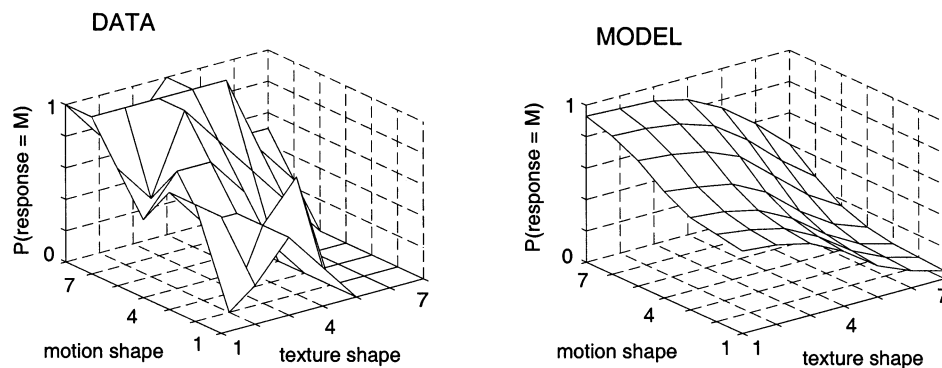 DATA
P(response = M)
1
0
7
4
1
motion shape
1
4
7
texture shape
MODEL
P(response = M)
1
0
7
4
1
motion shape
1
4
7
texture shape